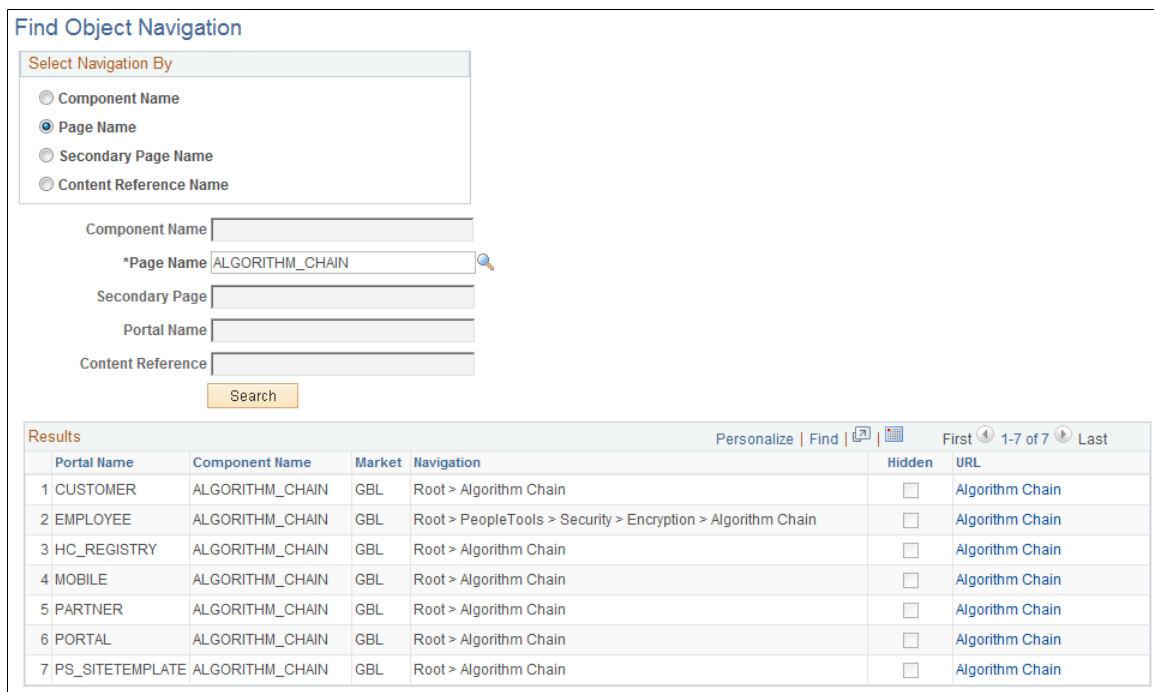 Find Object Navigation
Select Navigation By
Component Name
Page Name
Secondary Page Name
Content Reference Name
Component Name
*Page Name ALGORITHM_CHAIN
Secondary Page
Portal Name
Content Reference
Search
Results Personalize | Find | | First 1-7 of 7 Last
Portal Name Component Name Market Navigation Hidden URL
1 CUSTOMER ALGORITHM_CHAIN GBL Root > Algorithm Chain Algorithm Chain
2 EMPLOYEE ALGORITHM_CHAIN GBL Root > PeopleTools > Security > Encryption > Algorithm Chain Algorithm Chain
3 HC_REGISTRY ALGORITHM_CHAIN GBL Root > Algorithm Chain Algorithm Chain
4 MOBILE ALGORITHM_CHAIN GBL Root > Algorithm Chain Algorithm Chain
5 PARTNER ALGORITHM_CHAIN GBL Root > Algorithm Chain Algorithm Chain
6 PORTAL ALGORITHM_CHAIN GBL Root > Algorithm Chain Algorithm Chain
7 PS_SITETEMPLATE ALGORITHM_CHAIN GBL Root > Algorithm Chain Algorithm Chain